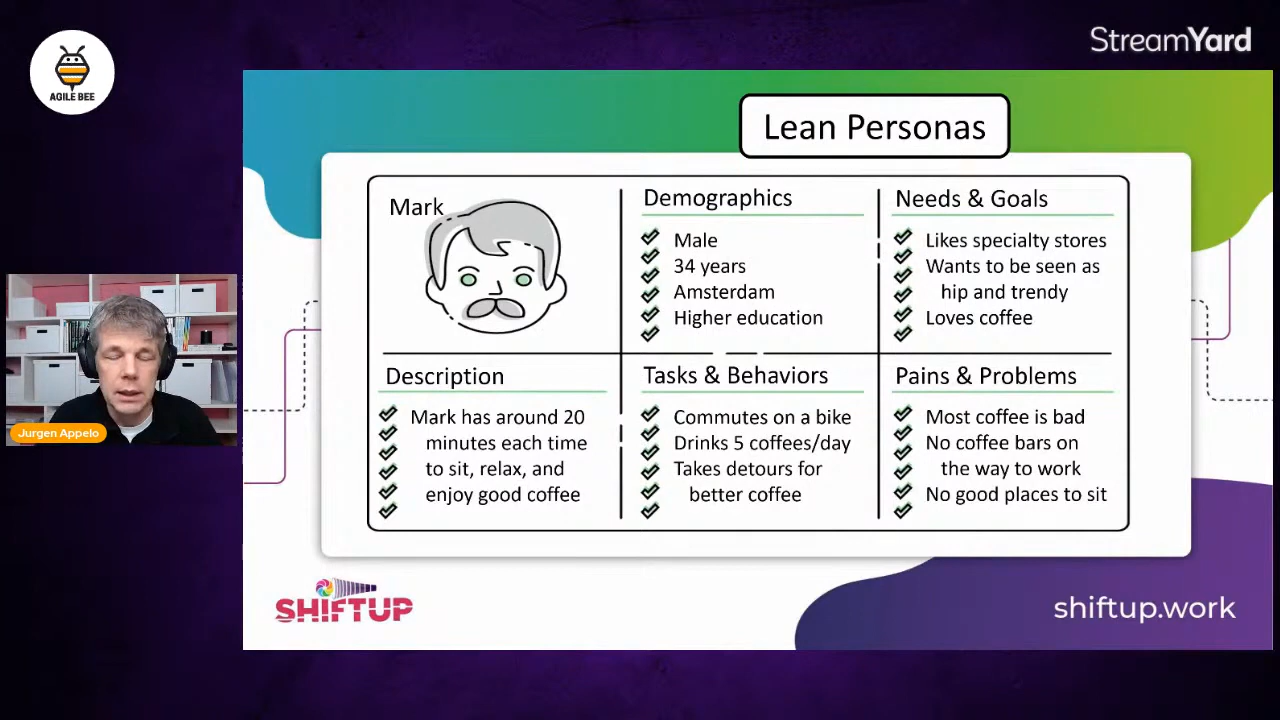 AGILE BEE
StreamYard
Lean Personas
Mark
Demographics
Male
34 years
Amsterdam
Higher education
Needs & Goals
Likes specialty stores
Wants to be seen as
hip and trendy
Loves coffee
Description
Mark has around 20
minutes each time
to sit, relax, and
enjoy good coffee
Tasks & Behaviors
Commutes on a bike
Drinks 5 coffees/day
Takes detours for
better coffee
Pains & Problems
Most coffee is bad
No coffee bars on
the way to work
No good places to sit
Jurgen Appelo
SHIFTUP
shiftup.work